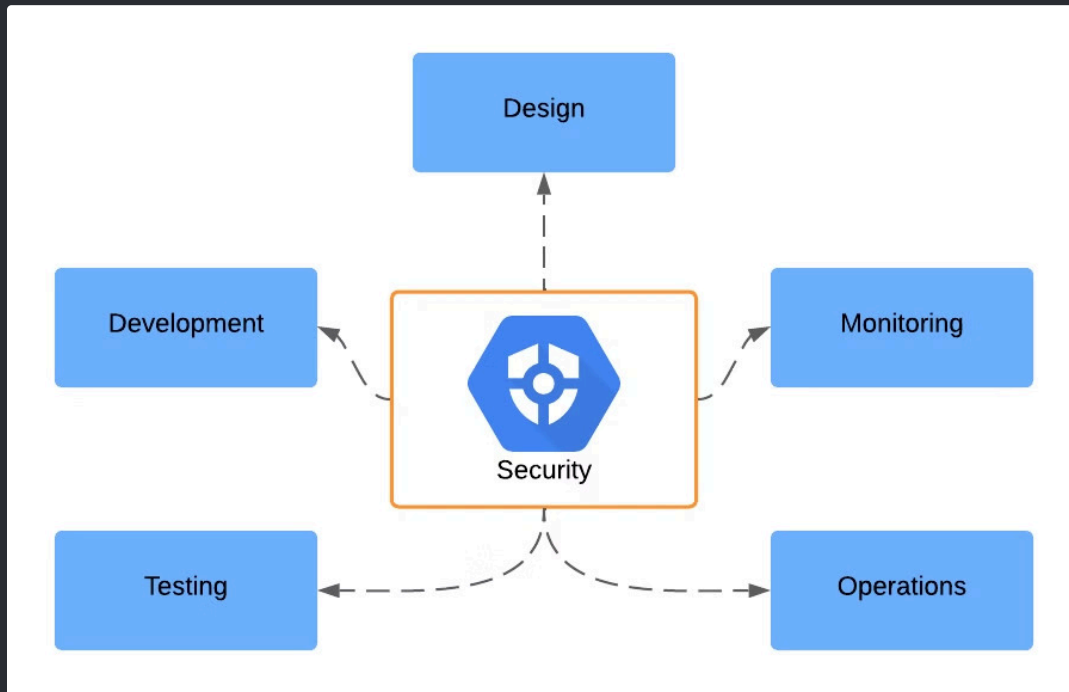 Design
Development
Monitoring
Security
Testing
Operations